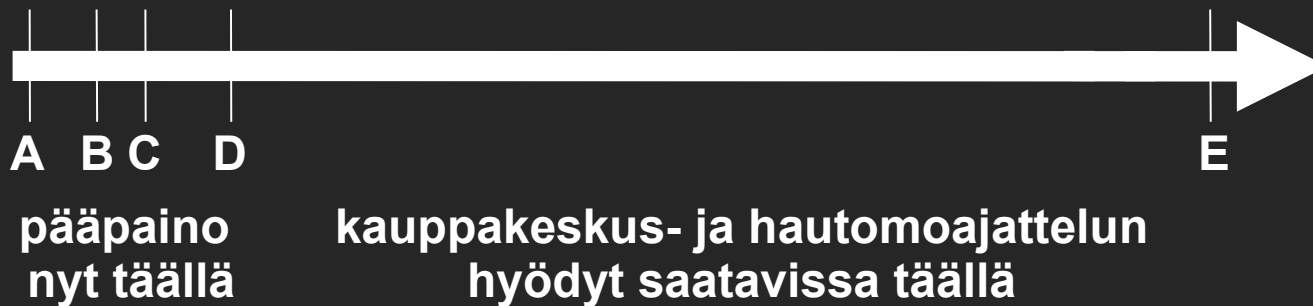 A B C D E
pääpaino kauppakeskus- ja hautomoajattelun
nyt täällä hyödyt saatavissa täällä